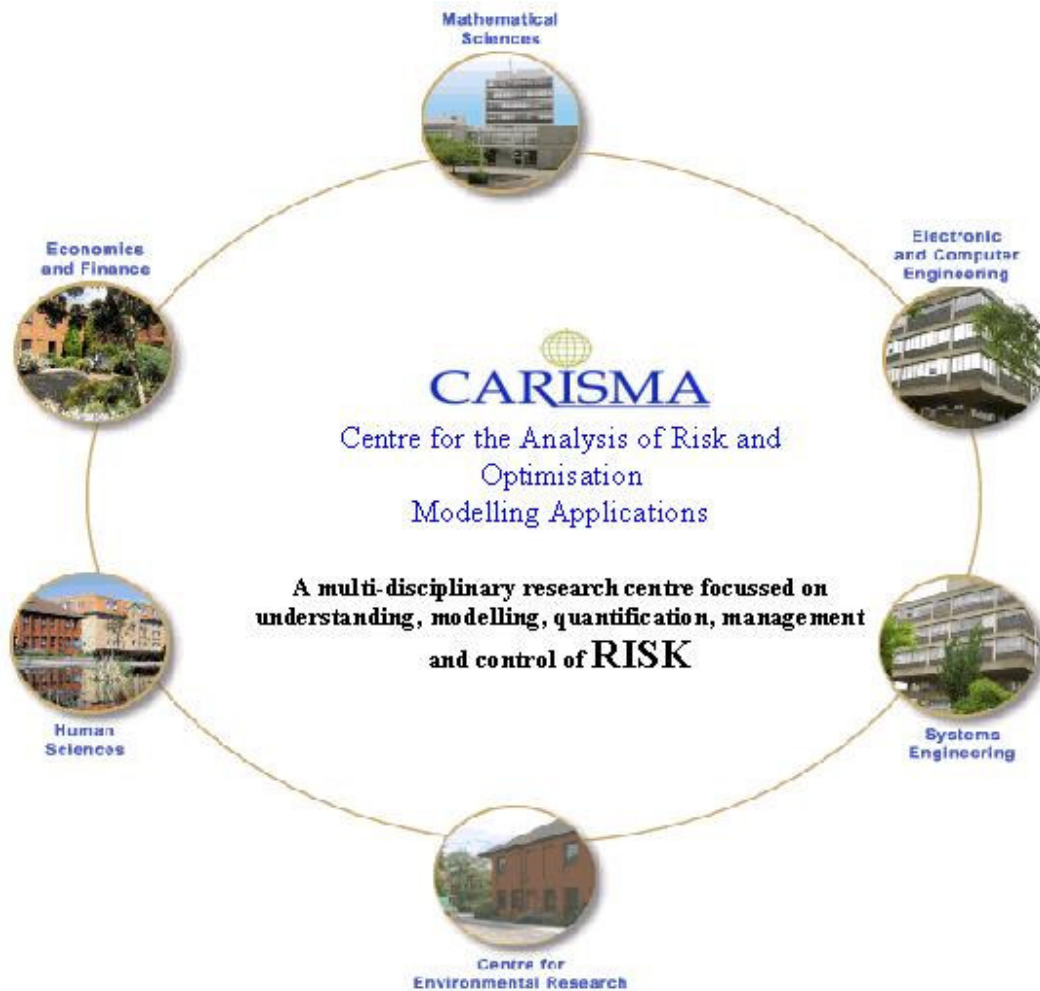 Mathematical
Sciences
Economics
and Finance
Electronic
and Computer
Engineering
CARISMA
Centre for the Analysis of Risk and
Optimisation
Modelling Applications
A multi-disciplinary research centre focussed on
understanding, modelling, quantification, management
and control of RISK
Human
Sciences
Systems
Engineering
Centre for
Environmental Research